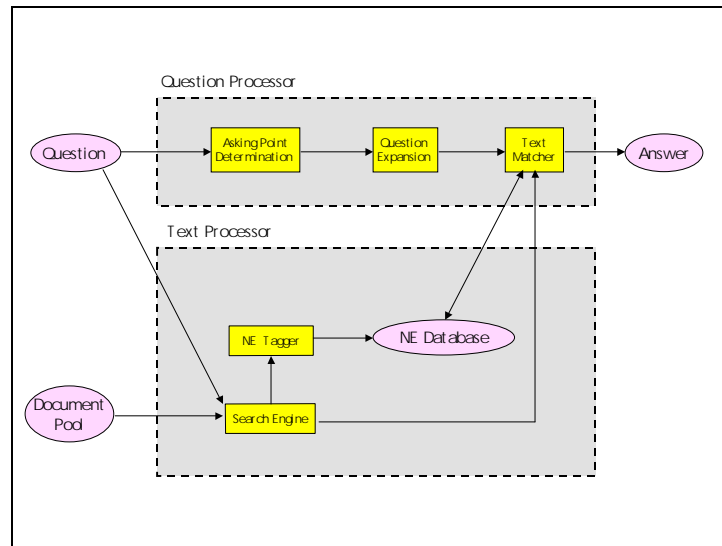 Question Processor
Question
Asking Point
Determination
Question
Expansion
Text
Matcher
Answer
Text Processor
NE Tagger
NE Database
Document
Pool
Search Engine